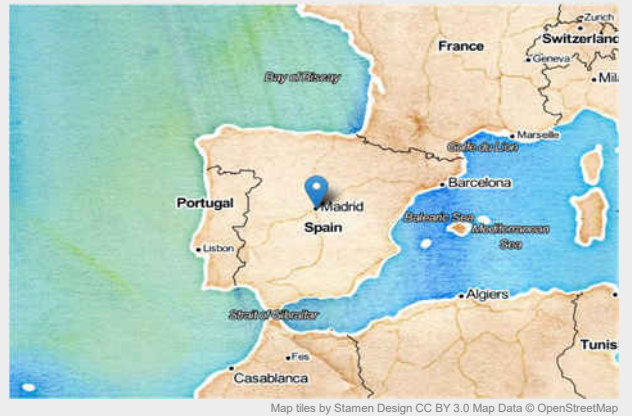 Zurich
Switzerland
France
Geneva
Mil
Bay of Biscay
Marseille
Golfe du Lion
Barcelona
Portugal
Madrid
Balearic Sea
Spain
Mediterranean
Sea
Lisbon
Algiers
Strait of Gibraltar
Tunis
Fes
Casablanca
Map tiles by Stamen Design CC BY 3.0 Map Data © OpenStreetMap